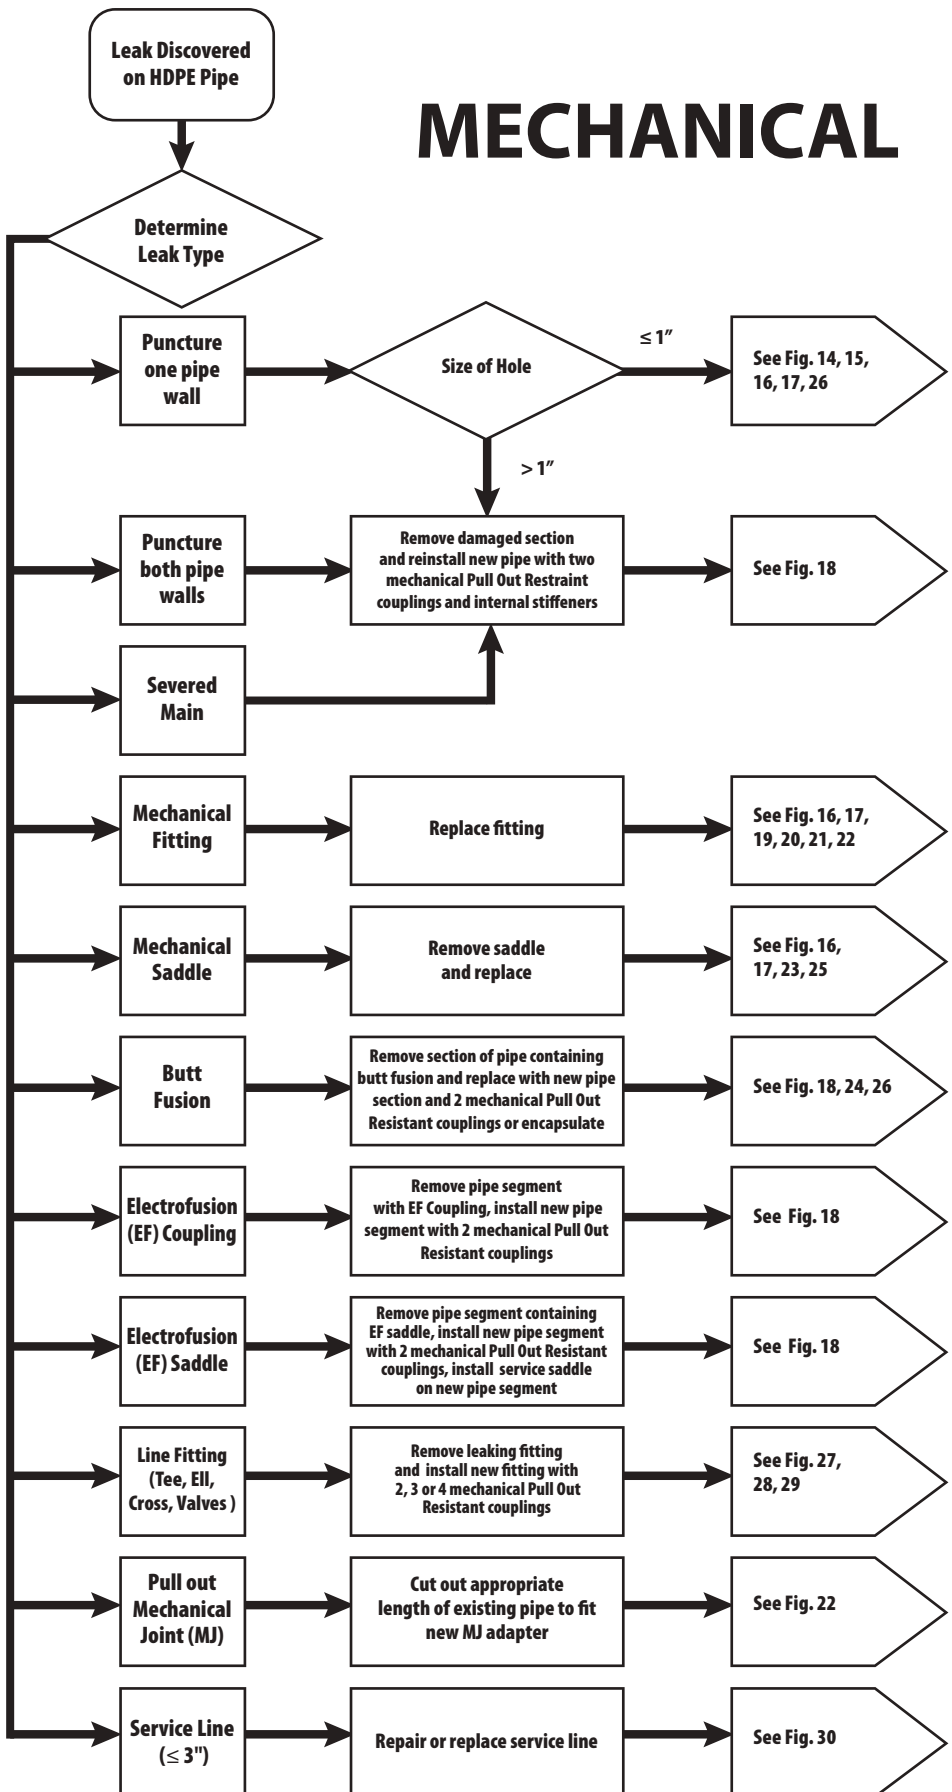 Leak Discovered
on HDPE Pipe
MECHANICAL
Determine
Leak Type
Puncture
one pipe
wall
Size of Hole
≤ 1"
See Fig. 14, 15,
16, 17, 26
> 1"
Puncture
both pipe
walls
Remove damaged section
and reinstall new pipe with two
mechanical Pull Out Restraint
couplings and internal stiffeners
See Fig. 18
Severed
Main
Mechanical
Fitting
Replace fitting
See Fig. 16, 17,
19, 20, 21, 22
Mechanical
Saddle
Remove saddle
and replace
See Fig. 16,
17, 23, 25
Butt
Fusion
Remove section of pipe containing
butt fusion and replace with new pipe
section and 2 mechanical Pull Out
Resistant couplings or encapsulate
See Fig. 18, 24, 26
Electrofusion
(EF) Coupling
Remove pipe segment
with EF Coupling, install new pipe
segment with 2 mechanical Pull Out
Resistant couplings
See Fig. 18
Electrofusion
(EF) Saddle
Remove pipe segment containing
EF saddle, install new pipe segment
with 2 mechanical Pull Out Resistant
couplings, install service saddle
on new pipe segment
See Fig. 18
Line Fitting
(Tee, Ell,
Cross, Valves )
Remove leaking fitting
and install new fitting with
2, 3 or 4 mechanical Pull Out
Resistant couplings
See Fig. 27,
28, 29
Pull out
Mechanical
Joint (MJ)
Cut out appropriate
length of existing pipe to fit
new MJ adapter
See Fig. 22
Service Line
(≤ 3")
Repair or replace service line
See Fig. 30